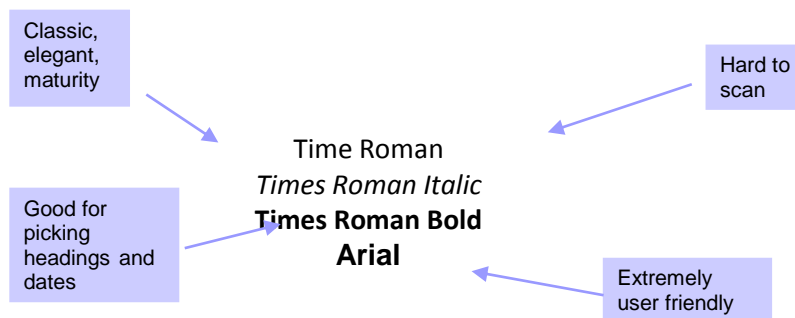 Classic,
elegant,
maturity
Hard to
scan
Time Roman
Times Roman Italic
Times Roman Bold
Arial
Good for
picking
headings and
dates
Extremely
user friendly